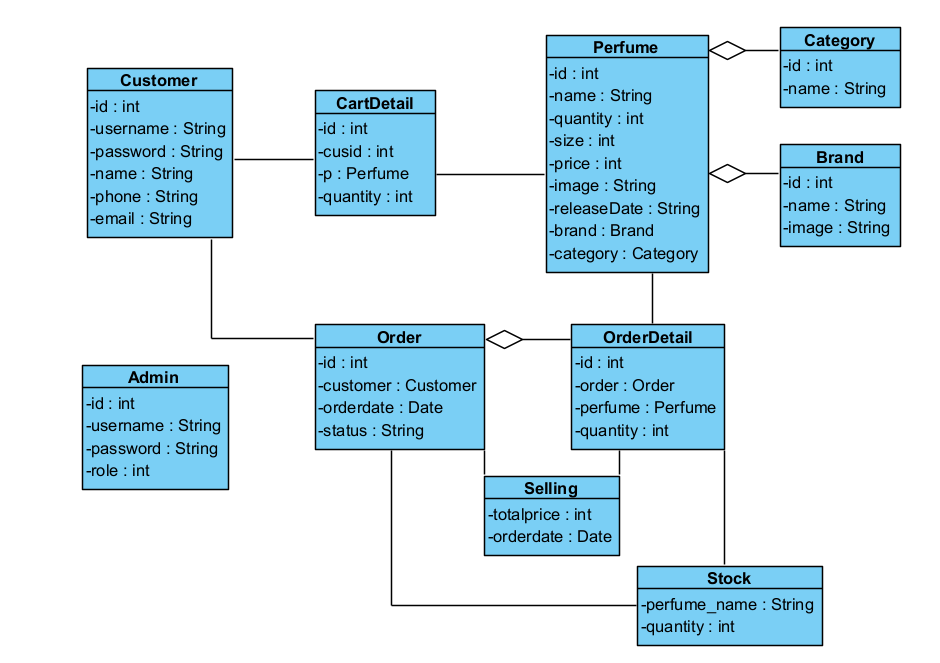 Customer
-id : int
-username : String
-password : String
-name : String
-phone : String
-email : String
CartDetail
-id : int
-cusid : int
-p : Perfume
-quantity : int
Perfume
-id : int
-name : String
-quantity : int
-size : int
-price : int
-image : String
-releaseDate : String
-brand : Brand
-category : Category
Category
-id : int
-name : String
Brand
-id : int
-name : String
-image : String
Admin
-id : int
-username : String
-password : String
-role : int
Order
-id : int
-customer : Customer
-orderdate : Date
-status : String
OrderDetail
-id : int
-order : Order
-perfume : Perfume
-quantity : int
Selling
-totalprice : int
-orderdate : Date
Stock
-perfume_name : String
-quantity : int